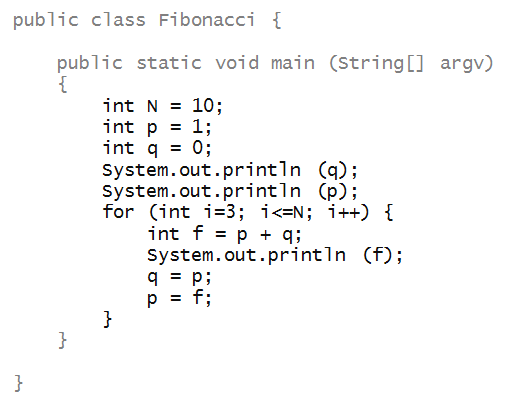 public class Fibonacci {
public static void main (String[] argv)
{
int N = 10;
int p = 1;
int q = 0;
System.out.println (q);
System.out.println (p);
for (int i=3; i<=N; i++) {
int f = p + q;
System.out.println (f);
q = p;
p = f;
}
}
}